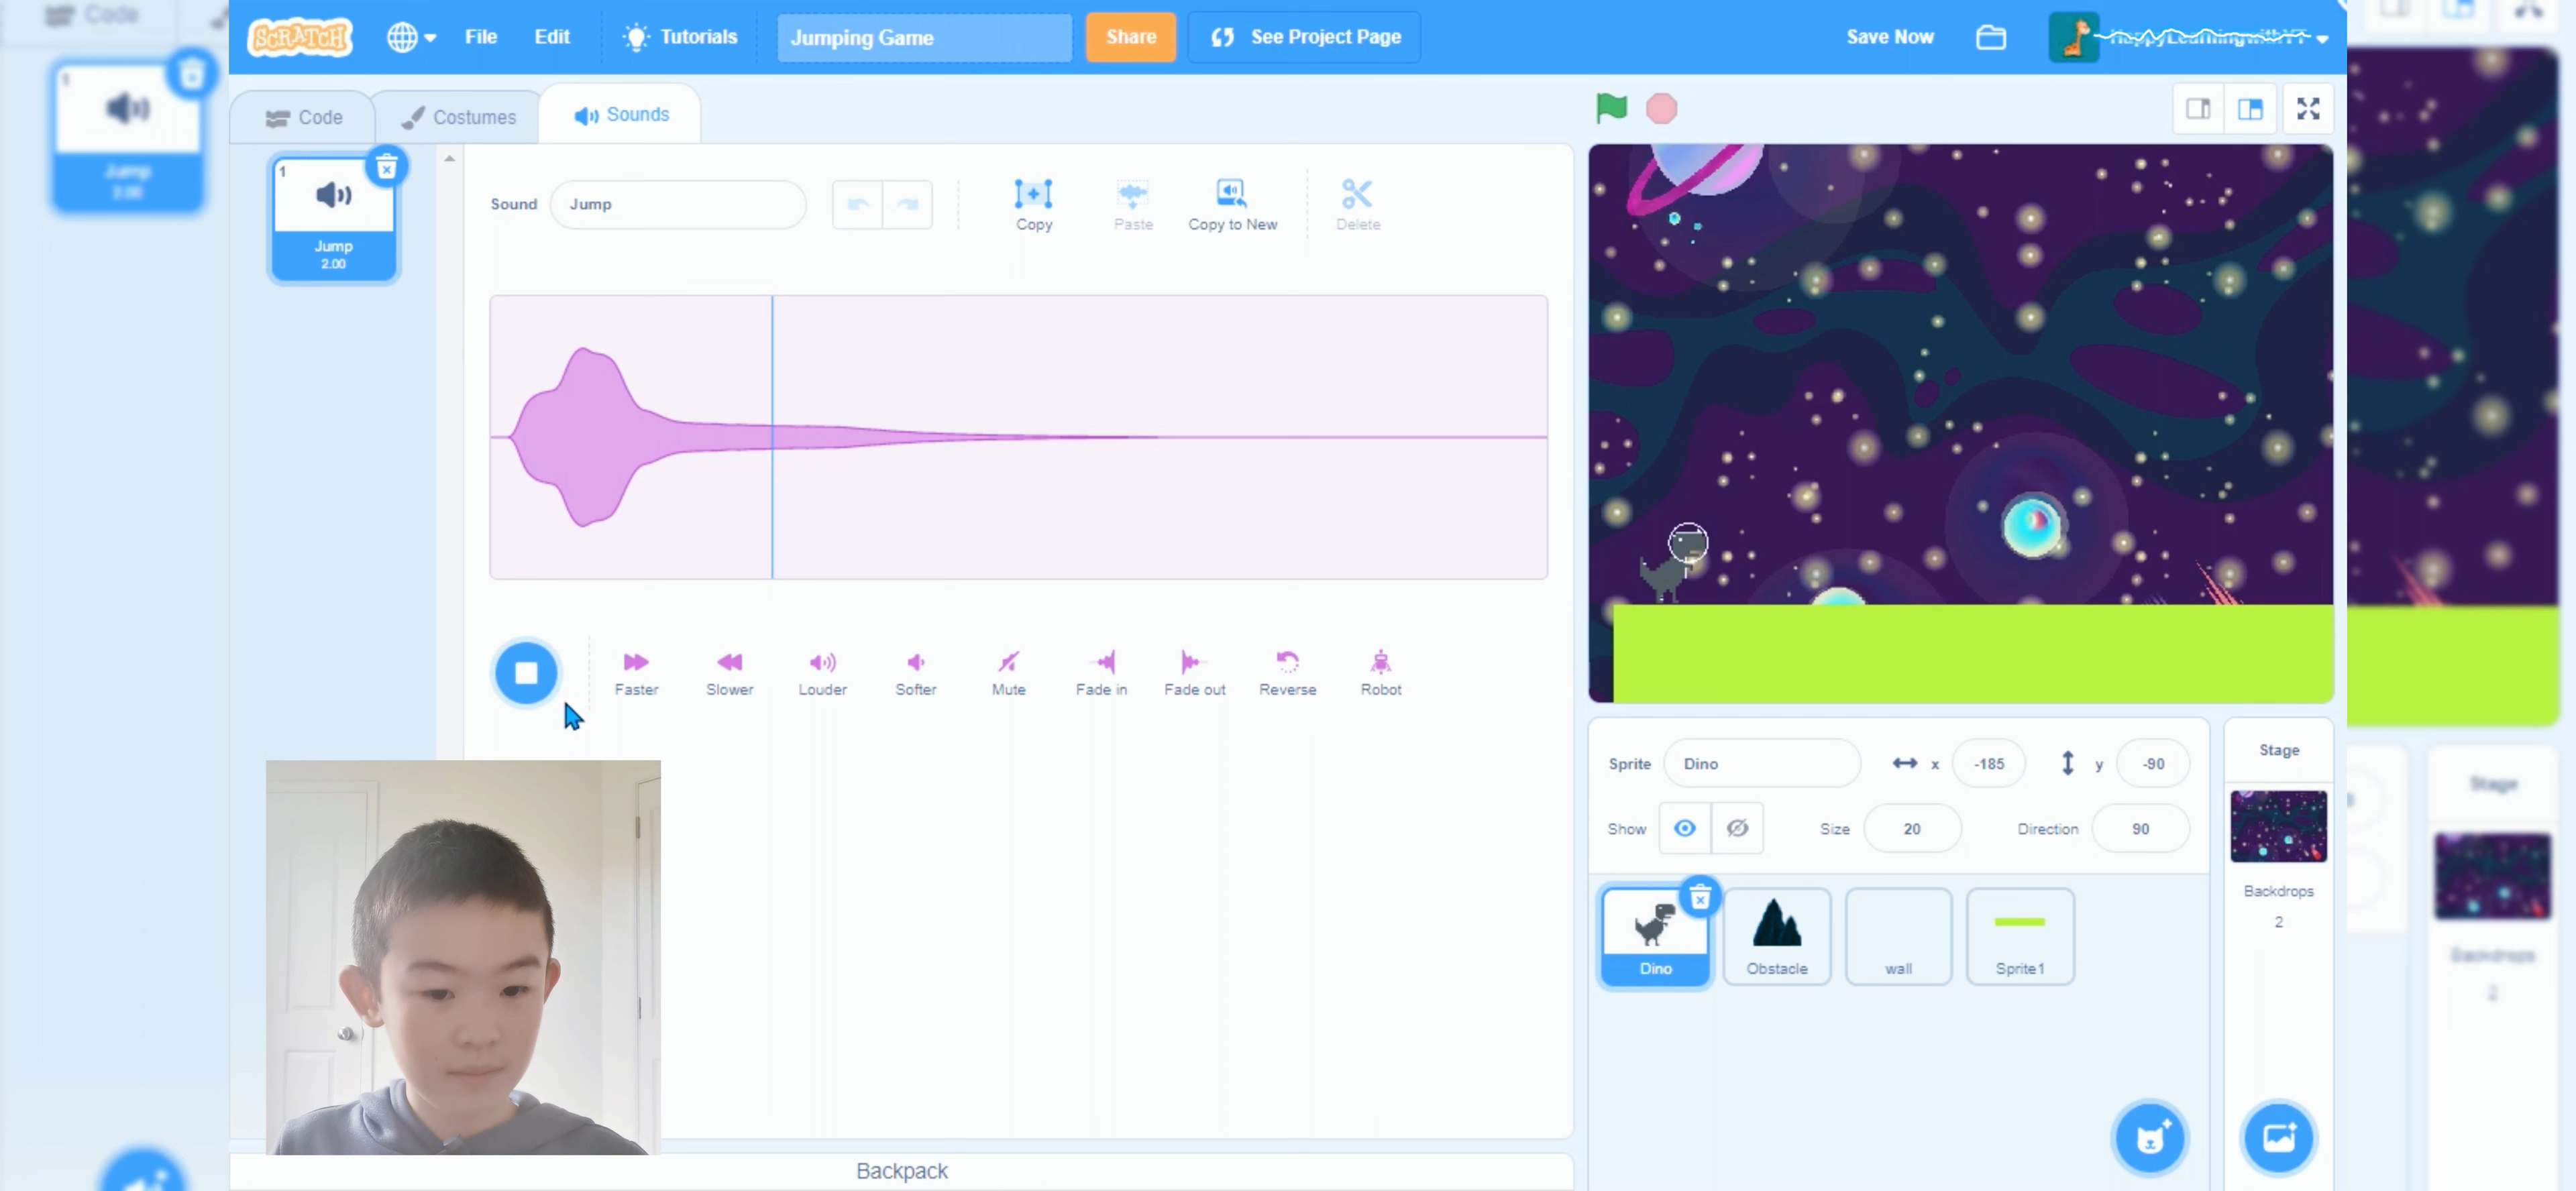 Code
1
Jump
SCRATCH
File
Edit
Tutorials
Jumping Game
Share
See Project Page
Save Now
Code
Costumes
Sounds
1
Jump
2.00
Sound
Jump
Copy
Paste
Copy to New
Delete
Faster
Slower
Louder
Softer
Mute
Fade in
Fade out
Reverse
Robot
Sprite
Dino
x
-185
y
-90
Show
Size
20
Direction
90
Dino
Obstacle
wall
Sprite1
Stage
Backdrops
2
Backpack
Stage
Backdrops
2